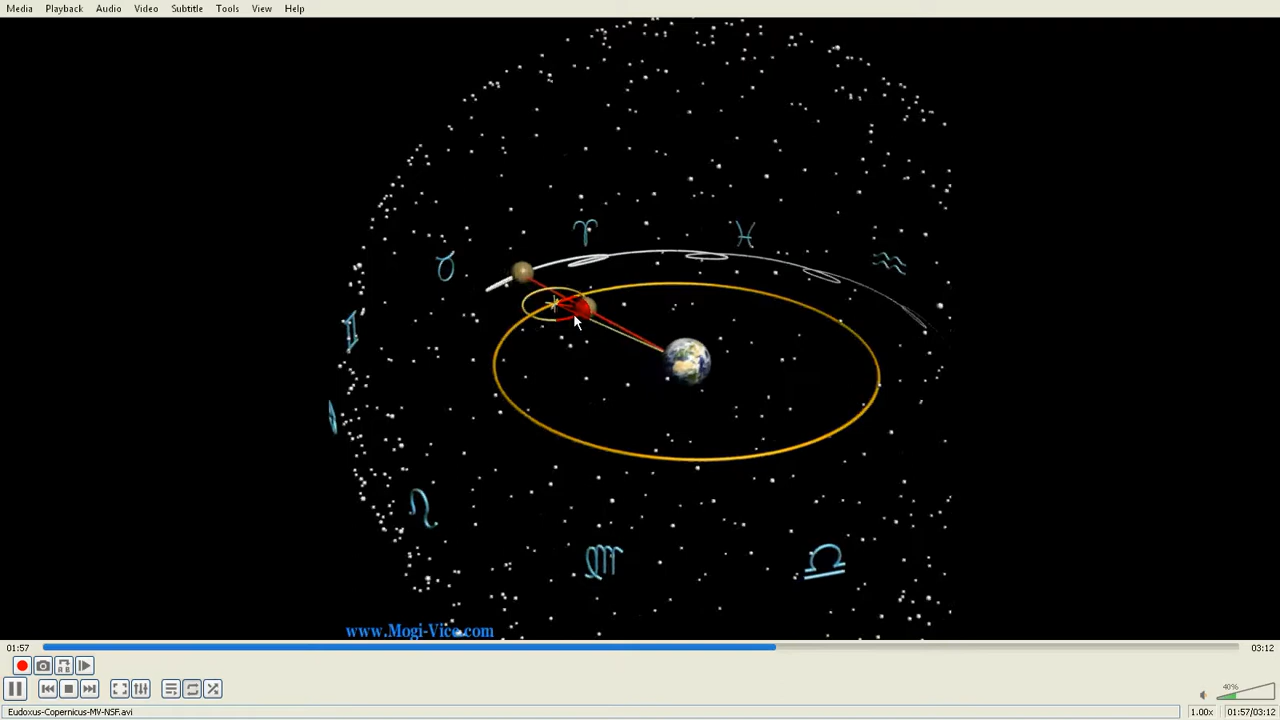 Media Playback Audio Video Subtitle Tools View Help
♈ ♓
♉ ♒
♊
♌
♍ ♎
www.Mogi-Vice.com
01:57 03:12
A B
40%
Eudoxus-Copernicus-MV-NSF.avi 1.00x 01:57/03:12